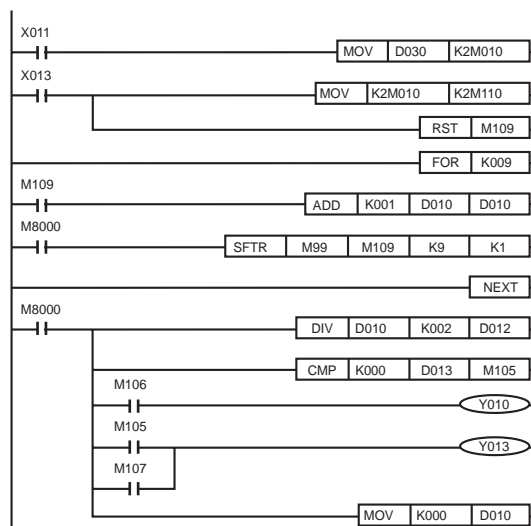 X011
MOV D030 K2M010
X013
MOV K2M010 K2M110
RST M109
FOR K009
M109
ADD K001 D010 D010
M8000
SFTR M99 M109 K9 K1
NEXT
M8000
DIV D010 K002 D012
CMP K000 D013 M105
M106
Y010
M105
Y013
M107
MOV K000 D010